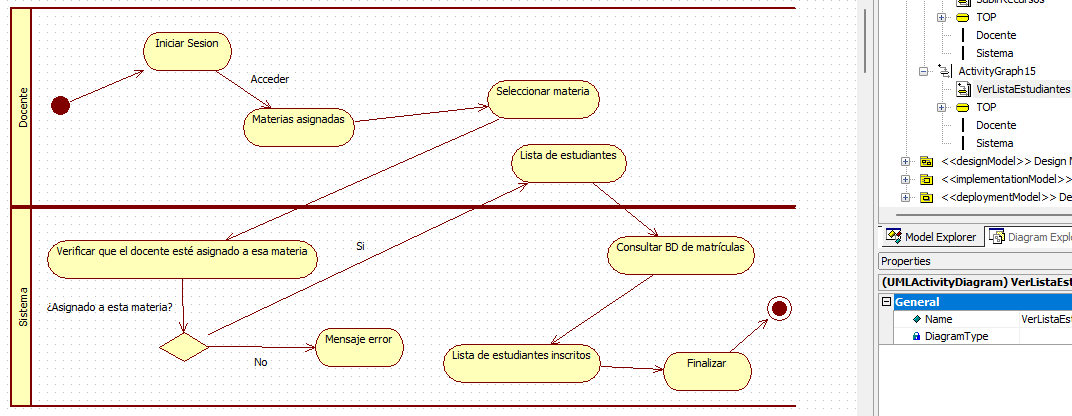 Docente
Iniciar Sesion
Acceder
Materias asignadas
Seleccionar materia
Lista de estudiantes
Sistema
Verificar que el docente esté asignado a esa materia
Si
Consultar BD de matrículas
¿Asignado a esta materia?
No
Mensaje error
Lista de estudiantes inscritos
Finalizar
SubirRecursos
TOP
Docente
Sistema
ActivityGraph15
VerListaEstudiantes
TOP
Docente
Sistema
<<designModel>> Design M
<<implementationModel>>
<<deploymentModel>> De
Model Explorer
Diagram Explo
Properties
(UMLActivityDiagram) VerListaEst
General
Name VerListaEst
DiagramType